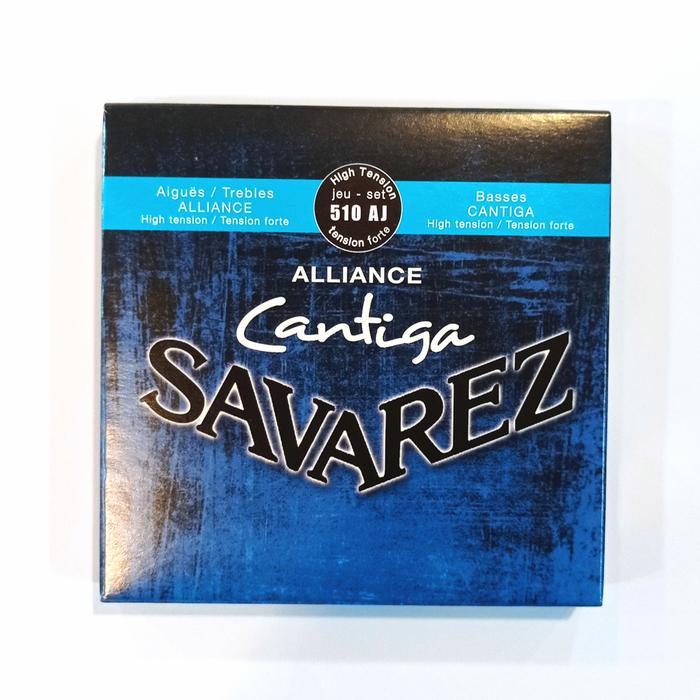 Aiguës / Trebles
ALLIANCE
High tension / Tension forte
High Tension
jeu - set
510 AJ
tension forte
Basses
CANTIGA
High tension / Tension forte
ALLIANCE
Cantiga
SAVAREZ